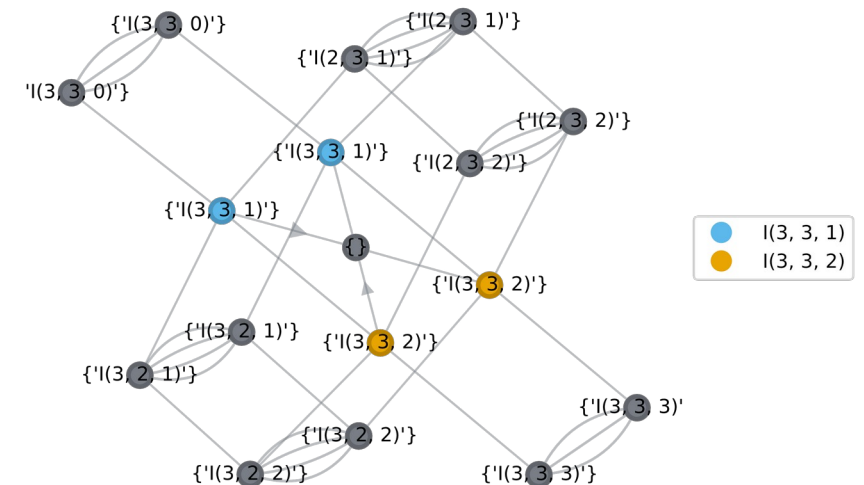 {'I(2, 3, 1)'}
{'I(3, 3, 0)'}
{'I(2, 3, 1)'}
'I(3, 3, 0)'}
{'I(2, 3, 2)'}
{'I(3, 3, 1)'}
{'I(2, 3, 2)'}
{'I(3, 3, 1)'}
I(3, 3, 1)
{}
I(3, 3, 2)
{'I(3, 3, 2)'}
{'I(3, 2, 1)'}
{'I(3, 3, 2)'}
{'I(3, 2, 1)'}
{'I(3, 3, 3)'
{'I(3, 2, 2)'}
{'I(3, 2, 2)'}
{'I(3, 3, 3)'}